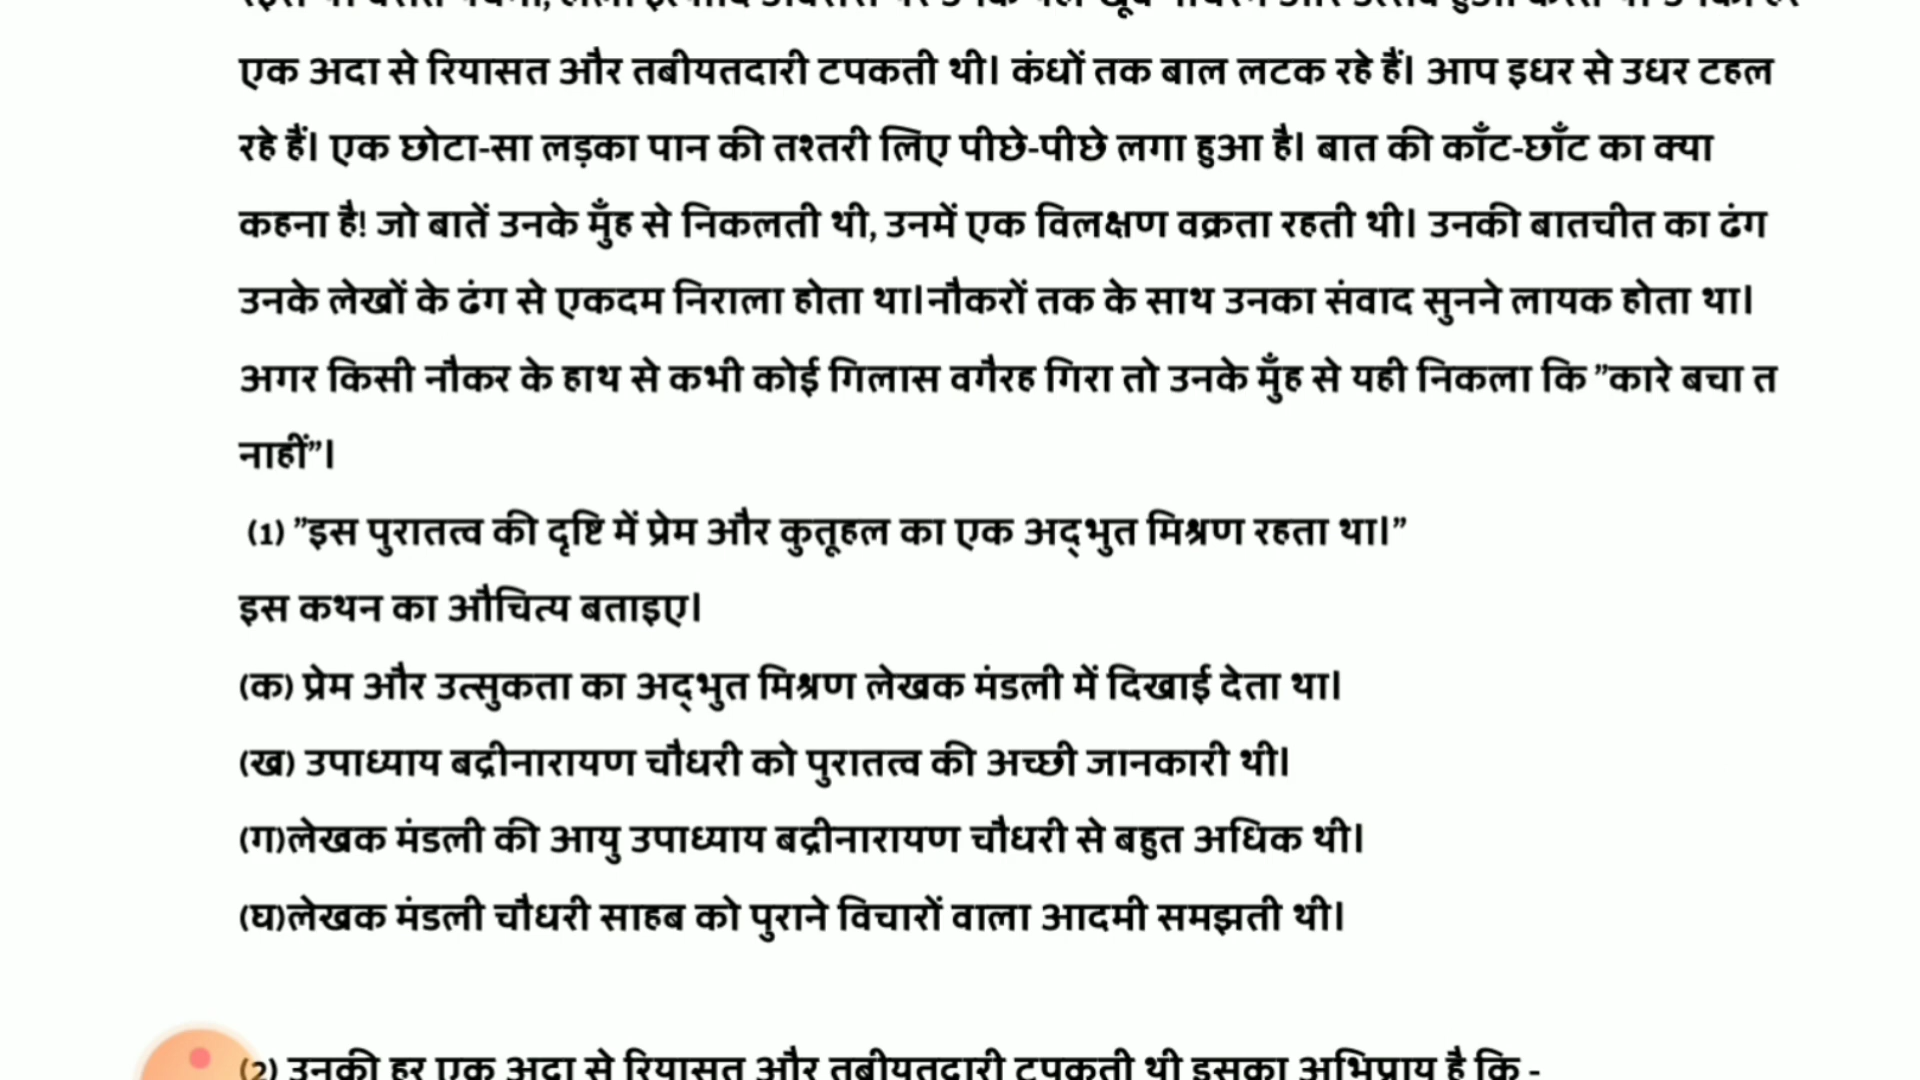 एक अदा से रियासत और तबीयतदारी टपकती थी। कंधों तक बाल लटक रहे हैं। आप इधर से उधर टहल
रहे हैं। एक छोटा-सा लड़का पान की तश्तरी लिए पीछे-पीछे लगा हुआ है। बात की काँट-छाँट का क्या
कहना है! जो बातें उनके मुँह से निकलती थी, उनमें एक विलक्षण वक्रता रहती थी। उनकी बातचीत का ढंग
उनके लेखों के ढंग से एकदम निराला होता था।नौकरों तक के साथ उनका संवाद सुनने लायक होता था।
अगर किसी नौकर के हाथ से कभी कोई गिलास वगैरह गिरा तो उनके मुँह से यही निकला कि ”कारे बचा त
नाहीं”।
(1) ”इस पुरातत्व की दृष्टि में प्रेम और कुतूहल का एक अद्भुत मिश्रण रहता था।”
इस कथन का औचित्य बताइए।
(क) प्रेम और उत्सुकता का अद्भुत मिश्रण लेखक मंडली में दिखाई देता था।
(ख) उपाध्याय बद्रीनारायण चौधरी को पुरातत्व की अच्छी जानकारी थी।
(ग)लेखक मंडली की आयु उपाध्याय बद्रीनारायण चौधरी से बहुत अधिक थी।
(घ)लेखक मंडली चौधरी साहब को पुराने विचारों वाला आदमी समझती थी।
(2) उनकी हर एक अदा से रियासत और तबीयतदारी टपकती थी इसका अभिप्राय है कि -